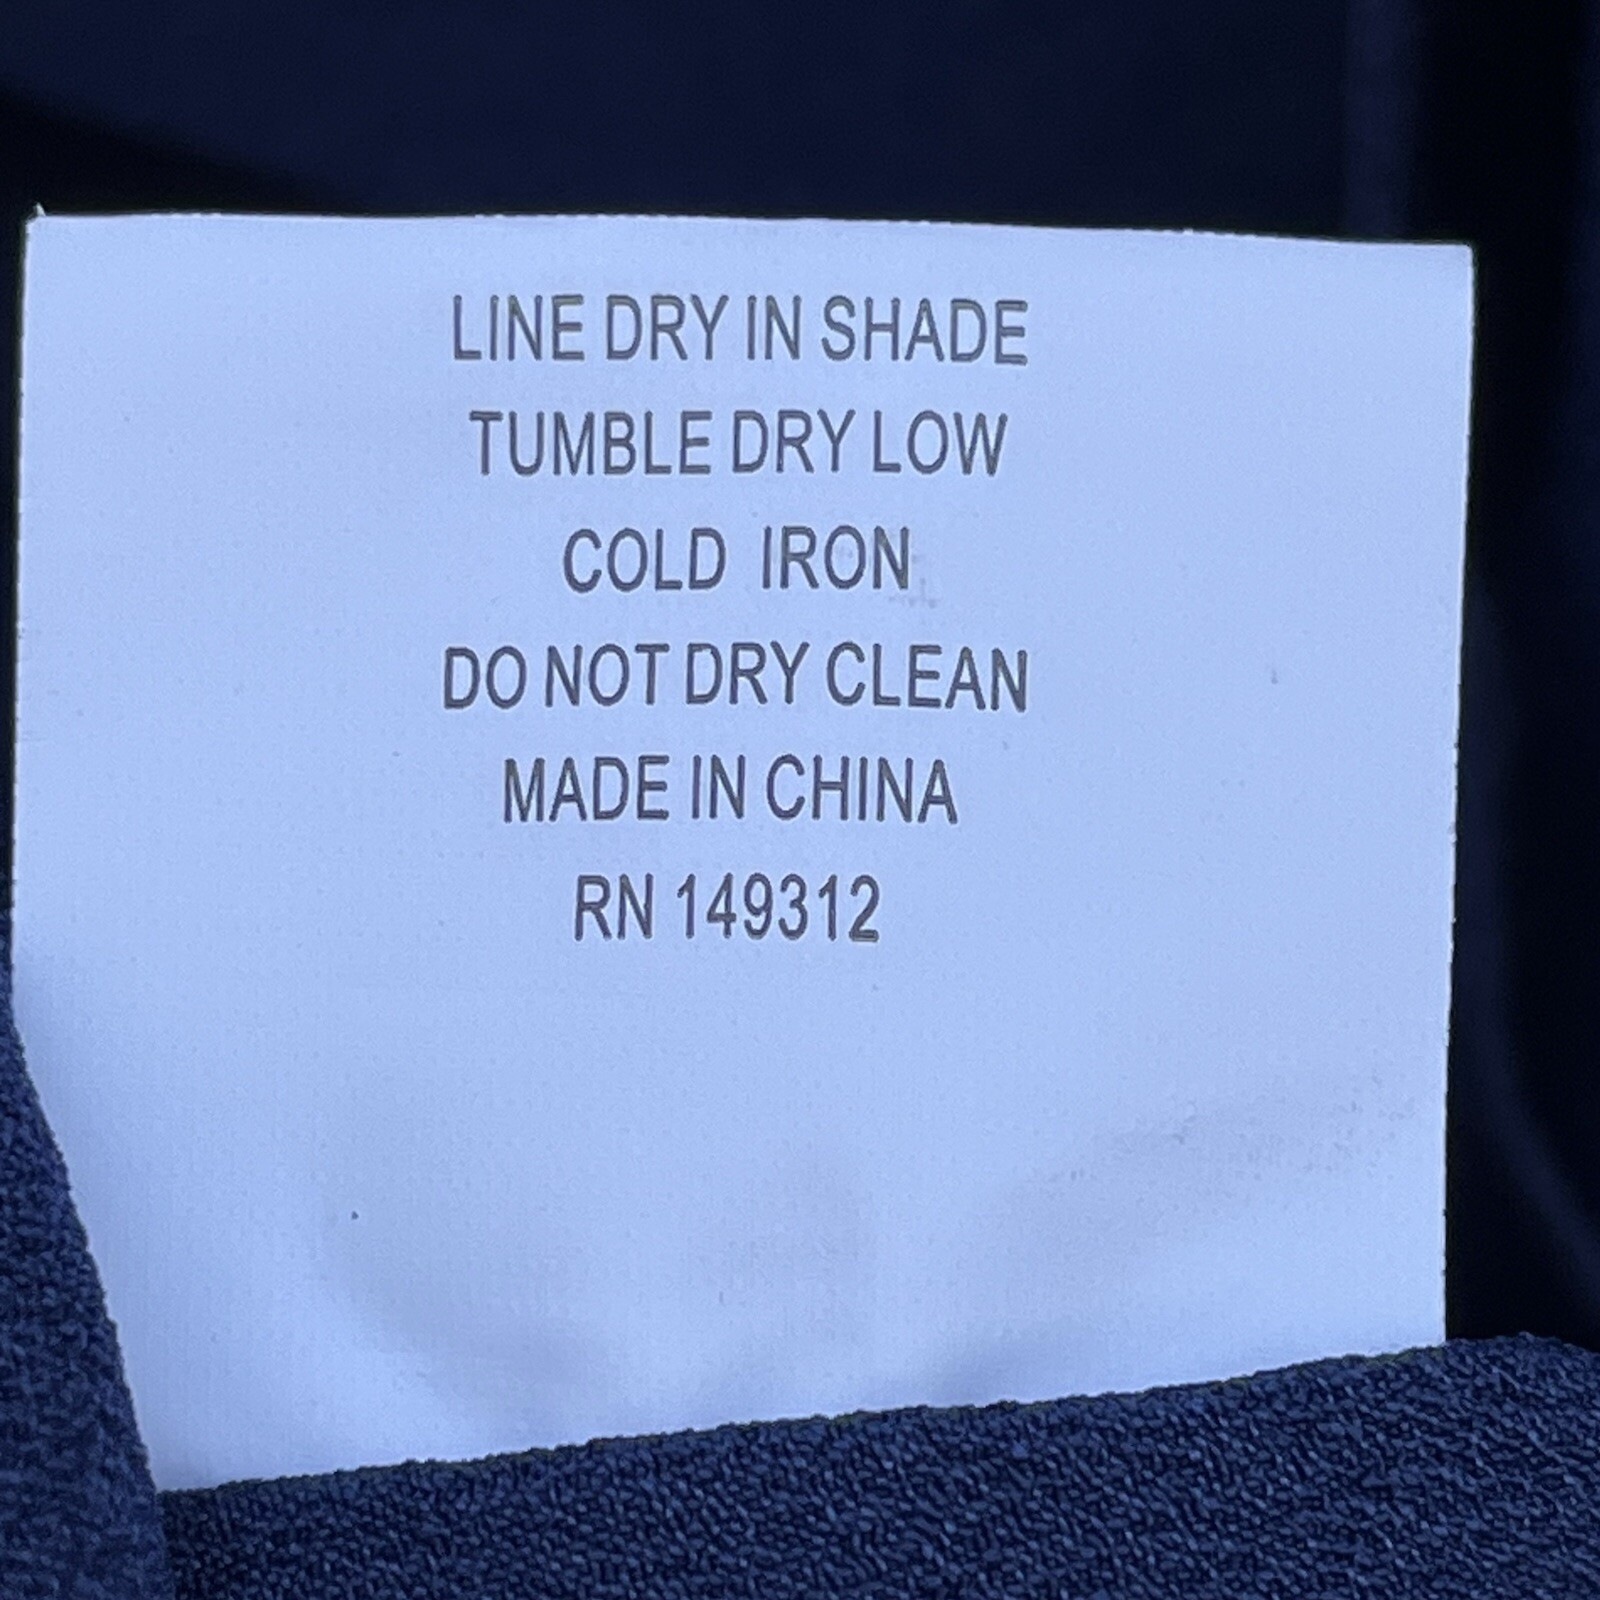 LINE DRY IN SHADE
TUMBLE DRY LOW
COLD IRON
DO NOT DRY CLEAN
MADE IN CHINA
RN 149312